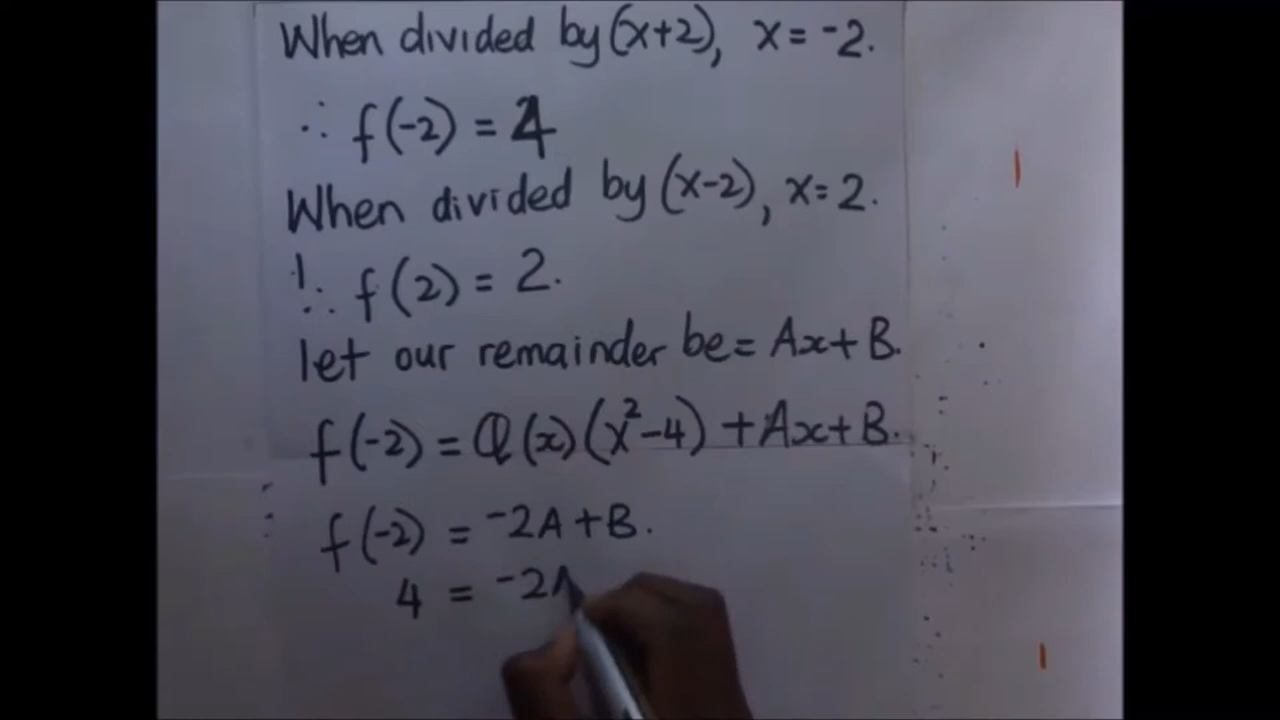 When divided by (x+2), x = -2.
∴ f(-2) = 4
When divided by (x-2), x = 2.
∴ f(2) = 2.
let our remainder be = Ax + B.
f(-2) = Q(x)(x²-4) + Ax + B.
f(-2) = -2A + B.
4 = -2A